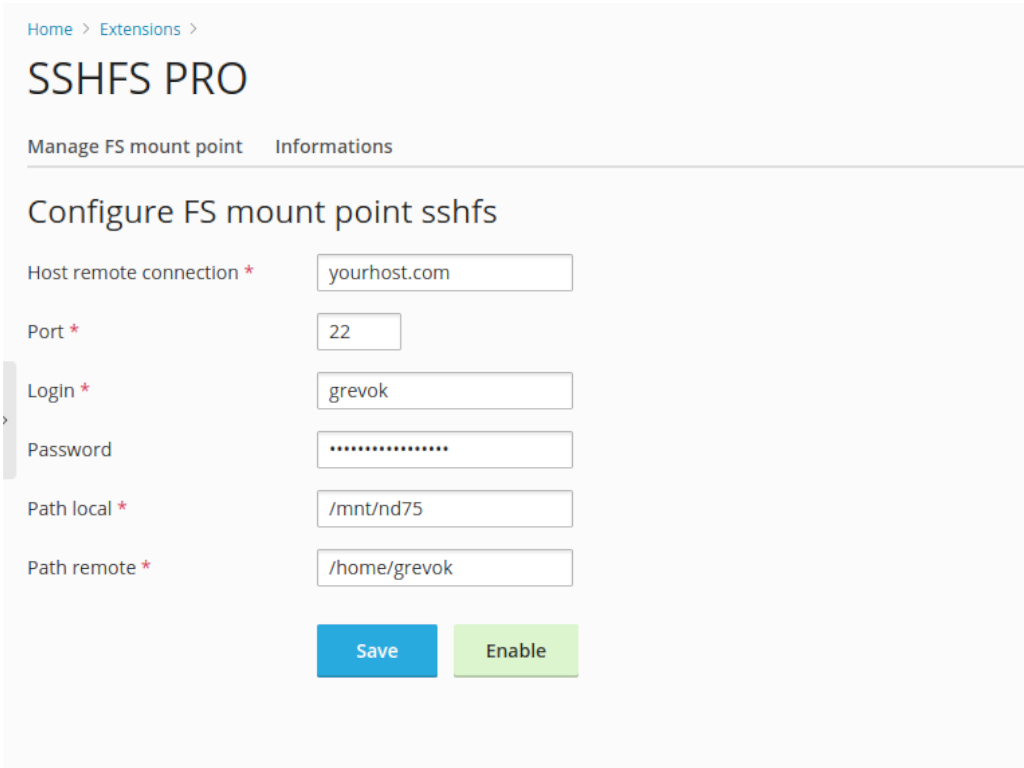 Home > Extensions >
SSHFS PRO
Manage FS mount point Informations
Configure FS mount point sshfs
Host remote connection * yourhost.com
Port * 22
Login * grevok
Password •••••••••••••••••
Path local * /mnt/nd75
Path remote * /home/grevok
Save Enable